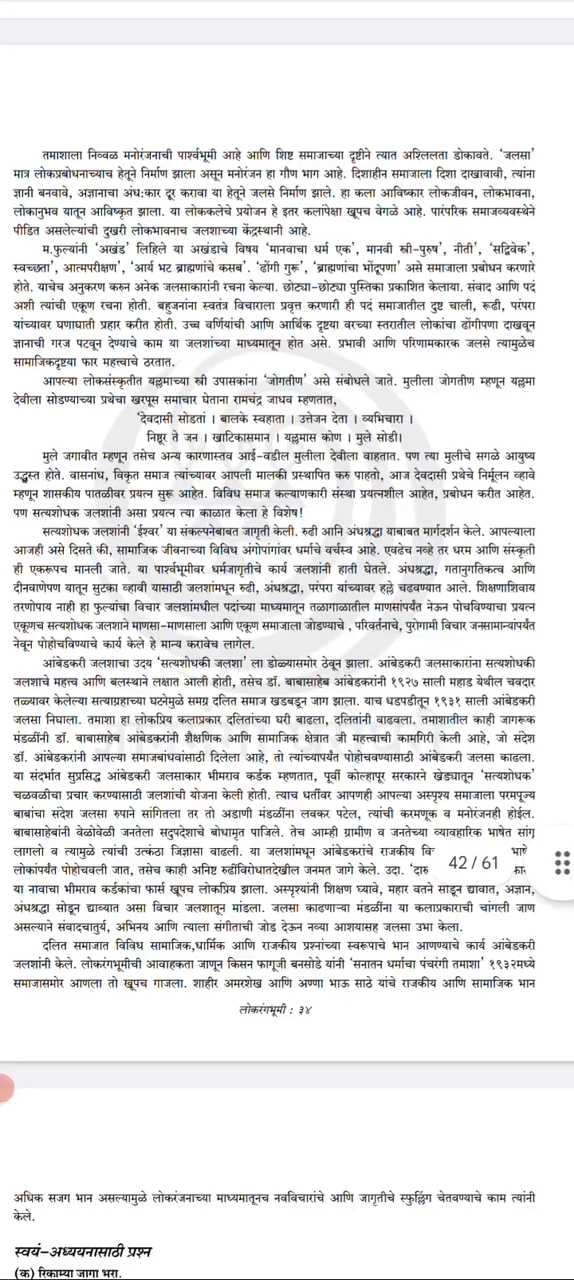 तमाशाला निव्वळ मनोरंजनाची पार्श्वभूमी आहे आणि शिष्ट समाजाच्या दृष्टीने त्यात अश्लिलता डोकावते. ‘जलसा’
मात्र लोकप्रबोधनाच्याच हेतूने निर्माण झाला असून मनोरंजन हा गौण भाग आहे. दिशाहीन समाजाला दिशा दाखावावी, त्यांना
ज्ञानी बनवावे, अज्ञानाचा अंध:कार दूर करावा या हेतूने जलसे निर्माण झाले. हा कला आविष्कार लोकजीवन, लोकभावना,
लोकानुभव यातून आविष्कृत झाला. या लोककलेचे प्रयोजन हे इतर कलांपेक्षा खूपच वेगळे आहे. पारंपरिक समाजव्यवस्थेने
पीडित असलेल्यांची दुखरी लोकभावनाच जलशाच्या केंद्रस्थानी आहे.
म.फुल्यांनी ‘अखंड’ लिहिले या अखंडाचे विषय ‘मानवाचा धर्म एक’, मानवी स्त्री-पुरुष’, नीती’, ‘सद्विवेक’,
स्वच्छता’, आत्मपरीक्षण’, ‘आर्य भट ब्राह्मणांचे कसब’. ‘ढोंगी गुरू’, ‘ब्राह्मणांचा भोंदूपणा’ असे समाजाला प्रबोधन करणारे
होते. याचेच अनुकरण करुन अनेक जलसाकारांनी रचना केल्या. छोट्या-छोट्या पुस्तिका प्रकाशित केलाया. संवाद आणि पदं
अशी त्यांची एकूण रचना होती. बहुजनांना स्वतंत्र विचाराला प्रवृत्त करणारी ही पदं समाजातील दुष्ट चाली, रूढी, परंपरा
यांच्यावर घणाघाती प्रहार करीत होती. उच्च वर्णियांची आणि आर्थिक दृष्टया वरच्या स्तरातील लोकांचा ढोंगीपणा दाखवून
ज्ञानाची गरज पटवून देण्याचे काम या जलशांच्या माध्यमातून होत असे. प्रभावी आणि परिणामकारक जलसे त्यामुळेच
सामाजिकदृष्टया फार महत्त्वाचे ठरतात.
आपल्या लोकसंस्कृतीत यल्लमाच्या स्त्री उपासकांना ‘जोगतीण’ असे संबोधले जाते. मुलीला जोगतीण म्हणून यल्लमा
देवीला सोडण्याच्या प्रथेचा खरपूस समाचार घेताना रामचंद्र जाधव म्हणतात,
‘देवदासी सोडतां । बालके स्वहाता । उत्तेजन देता । व्यभिचारा ।
निष्टूर ते जन । खाटिकासमान । यल्लमास कोण । मुले सोडी।
मुले जगावीत म्हणून तसेच अन्य कारणास्तव आई-वडील मुलीला देवीला वाहतात. पण त्या मुलीचे सगळे आयुष्य
उद्ध्वस्त होते. वासनांध, विकृत समाज त्यांच्यावर आपली मालकी प्रस्थापित करु पाहतो, आज देवदासी प्रथेचे निर्मूलन व्हावे
म्हणून शासकीय पातळीवर प्रयत्न सुरू आहेत. विविध समाज कल्याणकारी संस्था प्रयत्नशील आहेत, प्रबोधन करीत आहेत.
पण सत्यशोधक जलशांनी असा प्रयत्न त्या काळात केला हे विशेष!
सत्यशोधक जलशांनी ‘ईश्वर’ या संकल्पनेबाबत जागृती केली. रुढी आनि अंधश्रद्धा याबाबत मार्गदर्शन केले. आपल्याला
आजही असे दिसते की, सामाजिक जीवनाच्या विविध अंगोपांगांवर धर्माचे वर्चस्व आहे. एवढेच नव्हे तर धरम आणि संस्कृती
ही एकरूपच मानली जाते. या पार्श्वभूमीवर धर्मजागृतीचे कार्य जलशांनी हाती घेतले. अंधश्रद्धा, गतानुगतिकत्व आणि
दीनवाणेपण यातून सुटका व्हावी यासाठी जलशांमधून रुढी, अंधश्रद्धा, परंपरा यांच्यावर हल्ले चढवण्यात आले. शिक्षणाशिवाय
तरणोपाय नाही हा फुल्यांचा विचार जलशांमधील पदांच्या माध्यमातून तळागाळातील माणसांपर्यंत नेऊन पोचविण्याचा प्रयत्न
एकूणच सत्यशोधक जलशाने माणसा-माणसाला आणि एकूण समाजाला जोडण्याचे , परिवर्तनाचे, पुरोगामी विचार जनसामान्यांपर्यंत
नेवून पोहोचविण्याचे कार्य केले हे मान्य करावेच लागेल.
आंबेडकरी जलशाचा उदय ‘सत्यशोधकी जलशा’ ला डोळ्यासमोर ठेवून झाला. आंबेडकरी जलसाकारांना सत्यशोधकी
जलशाचे महत्त्व आणि बलस्थाने लक्षात आली होती, तसेच डॉ. बाबासाहेब आंबेडकरांनी १९२७ साली महाड येथील चवदार
तळ्यावर केलेल्या सत्याग्रहाच्या घटनेमुळे समग्र दलित समाज खडबडून जाग झाला. याच धडपडीतून १९३१ साली आंबेडकरी
जलसा निघाला. तमाशा हा लोकप्रिय कलाप्रकार दलितांच्या घरी बाढला, दलितांनी वाढवला. तमाशातील काही जागरूक
मंडळींनी डॉ. बाबासाहेब आंबेडकरांनी शैक्षणिक आणि सामाजिक क्षेत्रात जी महत्त्वाची कामगिरी केली आहे, जो संदेश
डॉ. आंबेडकरांनी आपल्या समाजबांधवांसाठी दिलेला आहे, तो त्यांच्यापर्यंत पोहोचवण्यासाठी आंबेडकरी जलसा काढला.
या संदर्भात सुप्रसिद्ध आंबेडकरी जलसाकार भीमराव कर्डक म्हणतात, पूर्वी कोल्हापूर सरकारने खेड्यातून ‘सत्यशोधक’
चळवळीचा प्रचार करण्यासाठी जलशांची योजना केली होती. त्याच धर्तीवर आपणही आपल्या अस्पृश्य समाजाला परमपूज्य
बाबांचा संदेश जलसा रुपाने सांगितला तर तो अडाणी मंडळींना लवकर पटेल, त्यांची करमणूक व मनोरंजनही होईल.
बाबासाहेबांनी वेळोवेळी जनतेला सदुपदेशाचे बोधामृत पाजिले. तेच आम्ही ग्रामीण व जनतेच्या व्यावहारिक भाषेत सांग
लागलो व त्यामुळे त्यांची उत्कंठा जिज्ञासा वाढली. या जलशांमधून आंबेडकरांचे राजकीय
लोकांपर्यंत पोहोचवली जात, तसेच काही अनिष्ट रुढींविरोधातदेखील जनमत जागे केले. उदा. ‘दारु 42 / 61
या नावाचा भीमराव कर्डकांचा फार्स खूपच लोकप्रिय झाला. अस्पृश्यांनी शिक्षण घ्यावे, महार वतने साडून द्यावात, अज्ञान,
अंधश्रद्धा सोडून द्याव्यात असा विचार जलशातून मांडला. जलसा काढणाऱ्या मंडळींना या कलाप्रकाराची चांगली जाण
असल्याने संवादचातुर्य, अभिनय आणि त्याला संगीताची जोड देऊन नव्या आशयासह जलसा उभा केला.
दलित समाजात विविध सामाजिक,धार्मिक आणि राजकीय प्रश्नांच्या स्वरूपाचे भान आणण्याचे कार्य आंबेडकरी
जलशांनी केले. लोकरंगभूमीची आवाहकता जाणून किसन फागूजी बनसोडे यांनी ‘सनातन धर्माचा पंचरंगी तमाशा’ १९३२मध्ये
समाजासमोर आणला तो खूपच गाजला. शाहीर अमरशेख आणि अण्णा भाऊ साठे यांचे राजकीय आणि सामाजिक भान
लोकरंगभूमी : ३४
अधिक सजग भान असल्यामुळे लोकरंजनाच्या माध्यमातूनच नवविचारांचे आणि जागृतीचे स्फुल्लिंग चेतवण्याचे काम त्यांनी
केले.
स्वयं-अध्ययनासाठी प्रश्न
(क) रिकाम्या जागा भरा.